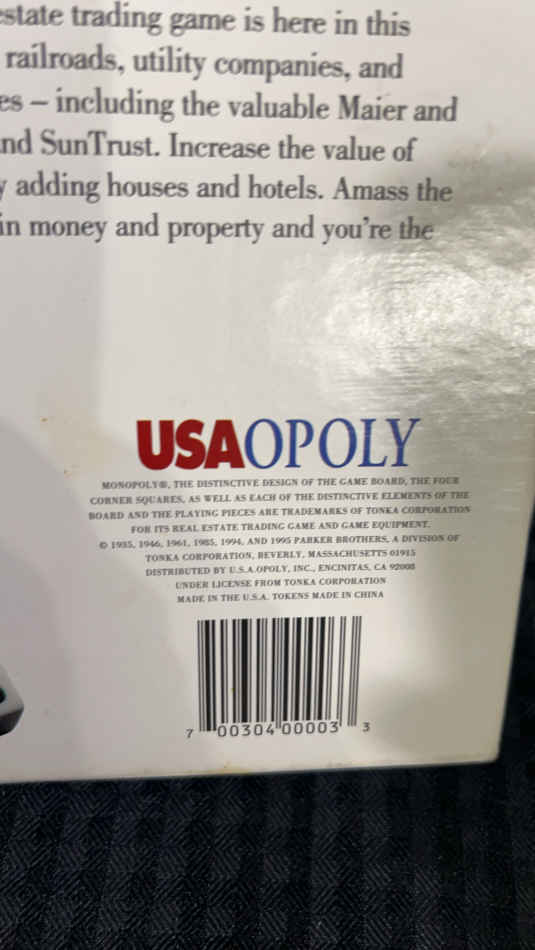 estate trading game is here in this
railroads, utility companies, and
es – including the valuable Maier and
nd SunTrust. Increase the value of
y adding houses and hotels. Amass the
in money and property and you're the
USAOPOLY
MONOPOLY®, THE DISTINCTIVE DESIGN OF THE GAME BOARD, THE FOUR
CORNER SQUARES, AS WELL AS EACH OF THE DISTINCTIVE ELEMENTS OF THE
BOARD AND THE PLAYING PIECES ARE TRADEMARKS OF TONKA CORPORATION
FOR ITS REAL ESTATE TRADING GAME AND GAME EQUIPMENT.
© 1935, 1946, 1961, 1985, 1994, AND 1995 PARKER BROTHERS, A DIVISION OF
TONKA CORPORATION, BEVERLY, MASSACHUSETTS 01915
DISTRIBUTED BY U.S.A.OPOLY, INC., ENCINITAS, CA 92008
UNDER LICENSE FROM TONKA CORPORATION
MADE IN THE U.S.A. TOKENS MADE IN CHINA
7 00304 00003 3